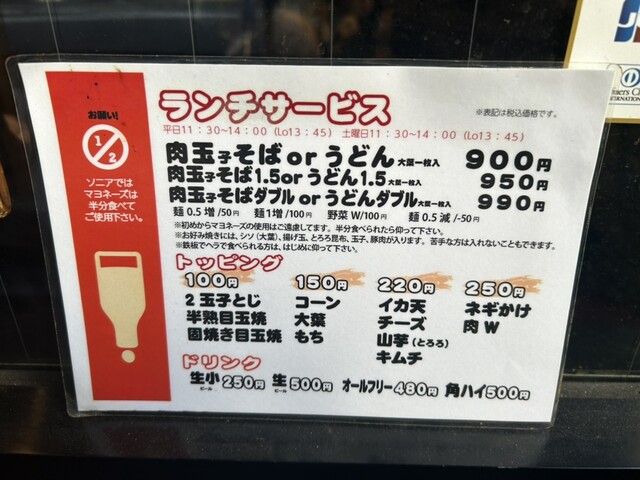 お願い!
1/2
ソニアでは
マヨネーズは
半分食べて
ご使用下さい。
ランチサービス
※表記は税込価格です。
平日11:30~14:00(Lo13:45) 土曜日11:30~14:00(Lo13:45)
肉玉子そば or うどん 大葉一枚入 900円
肉玉子そば1.5or うどん1.5 大葉一枚入 950円
肉玉子そばダブル or うどんダブル 大葉一枚入 990円
麺 0.5 増 /50円 麺1増/100円 野菜 W/100円 麺 0.5 減 /-50円
※初めからマヨネーズの使用はご遠慮してます。半分食べられたら仰って下さい。
※お好み焼きには、シソ(大葉)、揚げ玉、とろろ昆布、玉子、豚肉が入ります。苦手な方は入れないこともできます。
※鉄板でヘラで食べられる方は、はじめに仰って下さい。
トッピング
100円 150円 220円 250円
2 玉子とじ コーン イカ天 ネギかけ
半熟目玉焼 大葉 チーズ 肉 W
固焼き目玉焼 もち 山芋(とろろ)
キムチ
ドリンク
生小ビール 250円 生ビール 500円 オールフリー 480円 角ハイ 500円
INTERNATIONAL